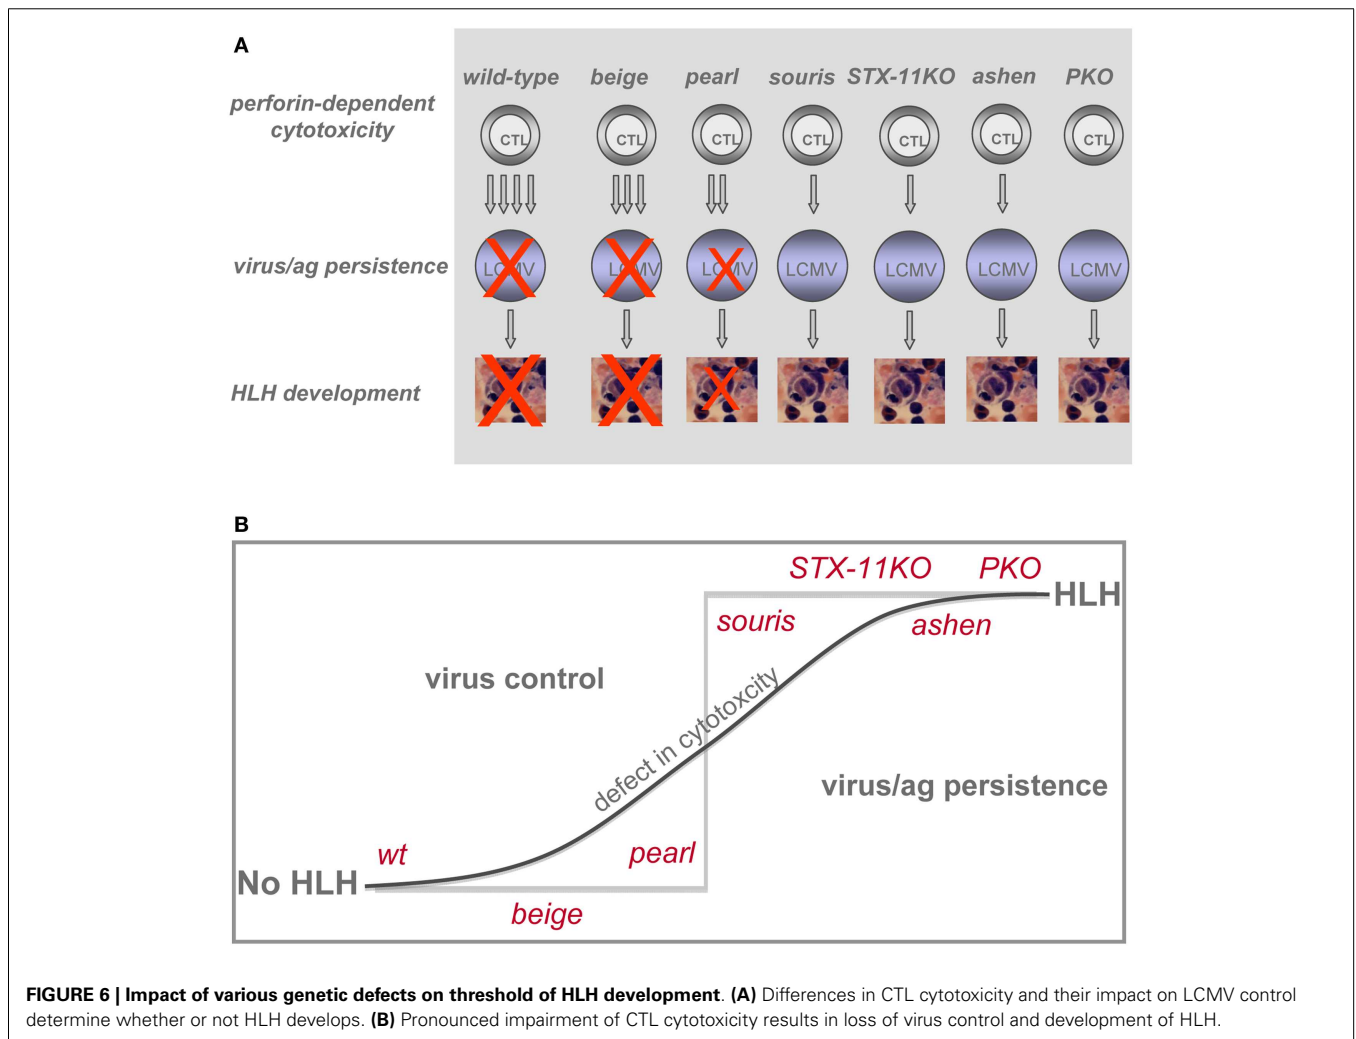 A
wild-type beige pearl souris STX-11KO ashen PKO
perforin-dependent
cytotoxicity
CTL CTL CTL CTL CTL CTL CTL
virus/ag persistence
LCMV LCMV LCMV LCMV LCMV LCMV LCMV
HLH development
B
STX-11KO PKO
HLH
souris
ashen
virus control
defect in cytotoxcity
virus/ag persistence
wt
pearl
No HLH
beige
FIGURE 6 | Impact of various genetic defects on threshold of HLH development. (A) Differences in CTL cytotoxicity and their impact on LCMV control
determine whether or not HLH develops. (B) Pronounced impairment of CTL cytotoxicity results in loss of virus control and development of HLH.